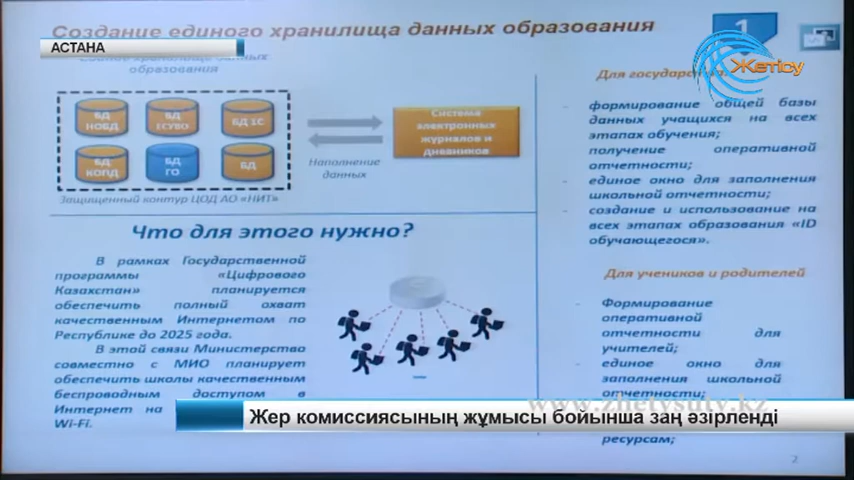 Создание единого хранилища данных образования
1
АСТАНА
Жетісу
образования
БД
НОБД
БД
ЕСУВО
БД 1С
БД
КОПД
БД
ГО
БД
Наполнение
данных
Система
электронных
журналов и
дневников
Защищенный контур ЦОД АО «НИТ»
Что для этого нужно?
В рамках Государственной
программы «Цифрового
Казахстан» планируется
обеспечить полный охват
качественным Интернетом по
Республике до 2025 года.
В этой связи Министерство
совместно с МИО планирует
обеспечить школы качественным
беспроводным доступом в
Интернет на
Wi-Fi.
Для
- формирование общей базы
данных учащихся на всех
этапах обучения;
- получение оперативной
отчетности;
- единое окно для заполнения
школьной отчетности;
- создание и использование на
всех этапах образования «ID
обучающегося».
Для учеников и родителей
- Формирование
оперативной
отчетности для
учителей;
- единое окно для
заполнения школьной
отчетности;
www.zhetysutv.kz
Жер комиссиясының жұмысы бойынша заң әзірленді
ресурсам;
2